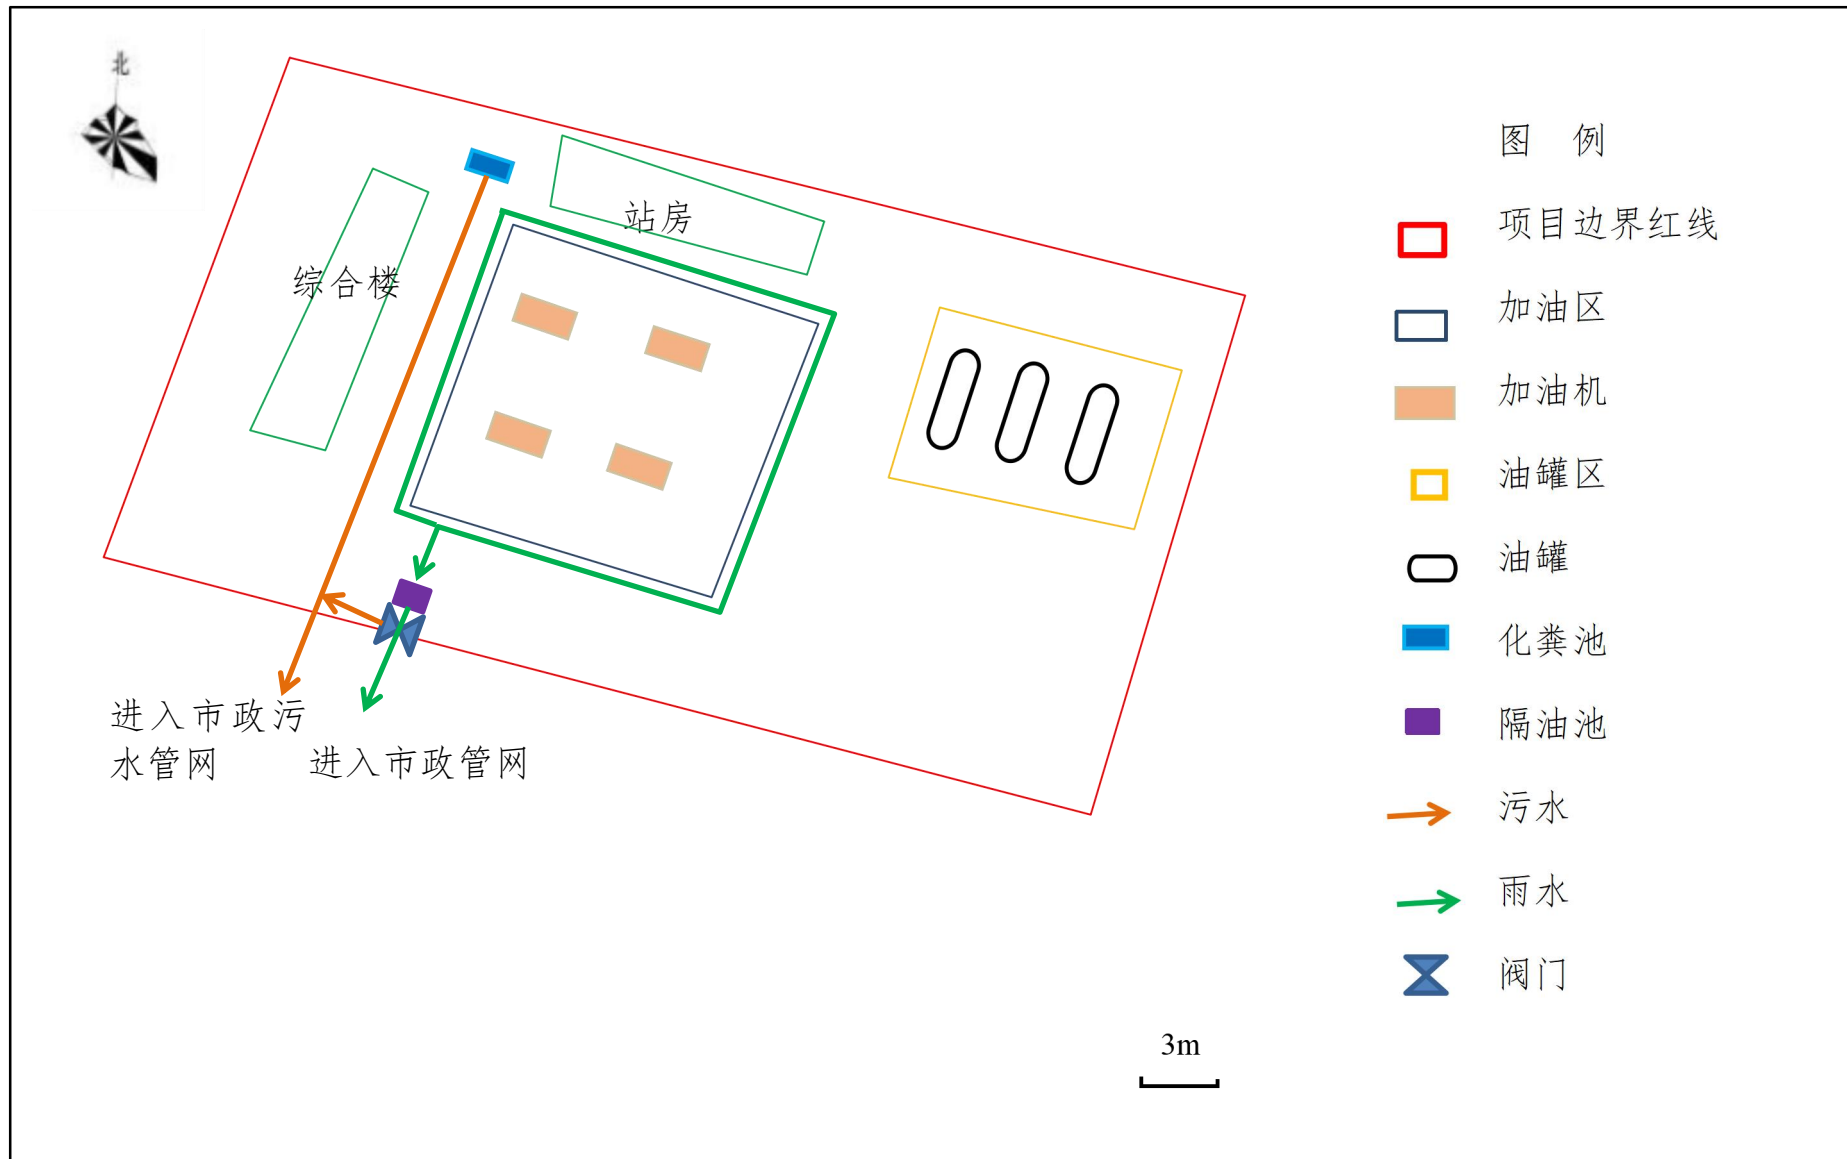 北
站房
综合楼
进入市政污
水管网
进入市政管网
图 例
项目边界红线
加油区
加油机
油罐区
油罐
化粪池
隔油池
污水
雨水
阀门
3m